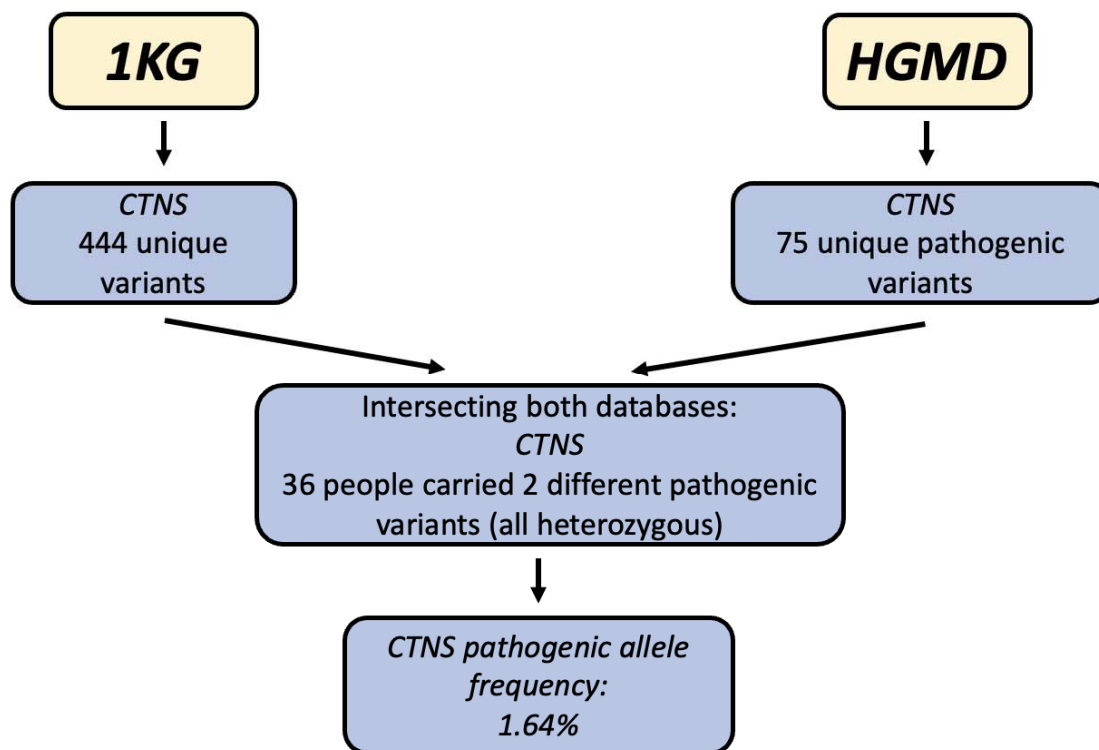 1KG
HGMD
CTNS
444 unique
variants
CTNS
75 unique pathogenic
variants
Intersecting both databases:
CTNS
36 people carried 2 different pathogenic
variants (all heterozygous)
CTNS pathogenic allele
frequency:
1.64%